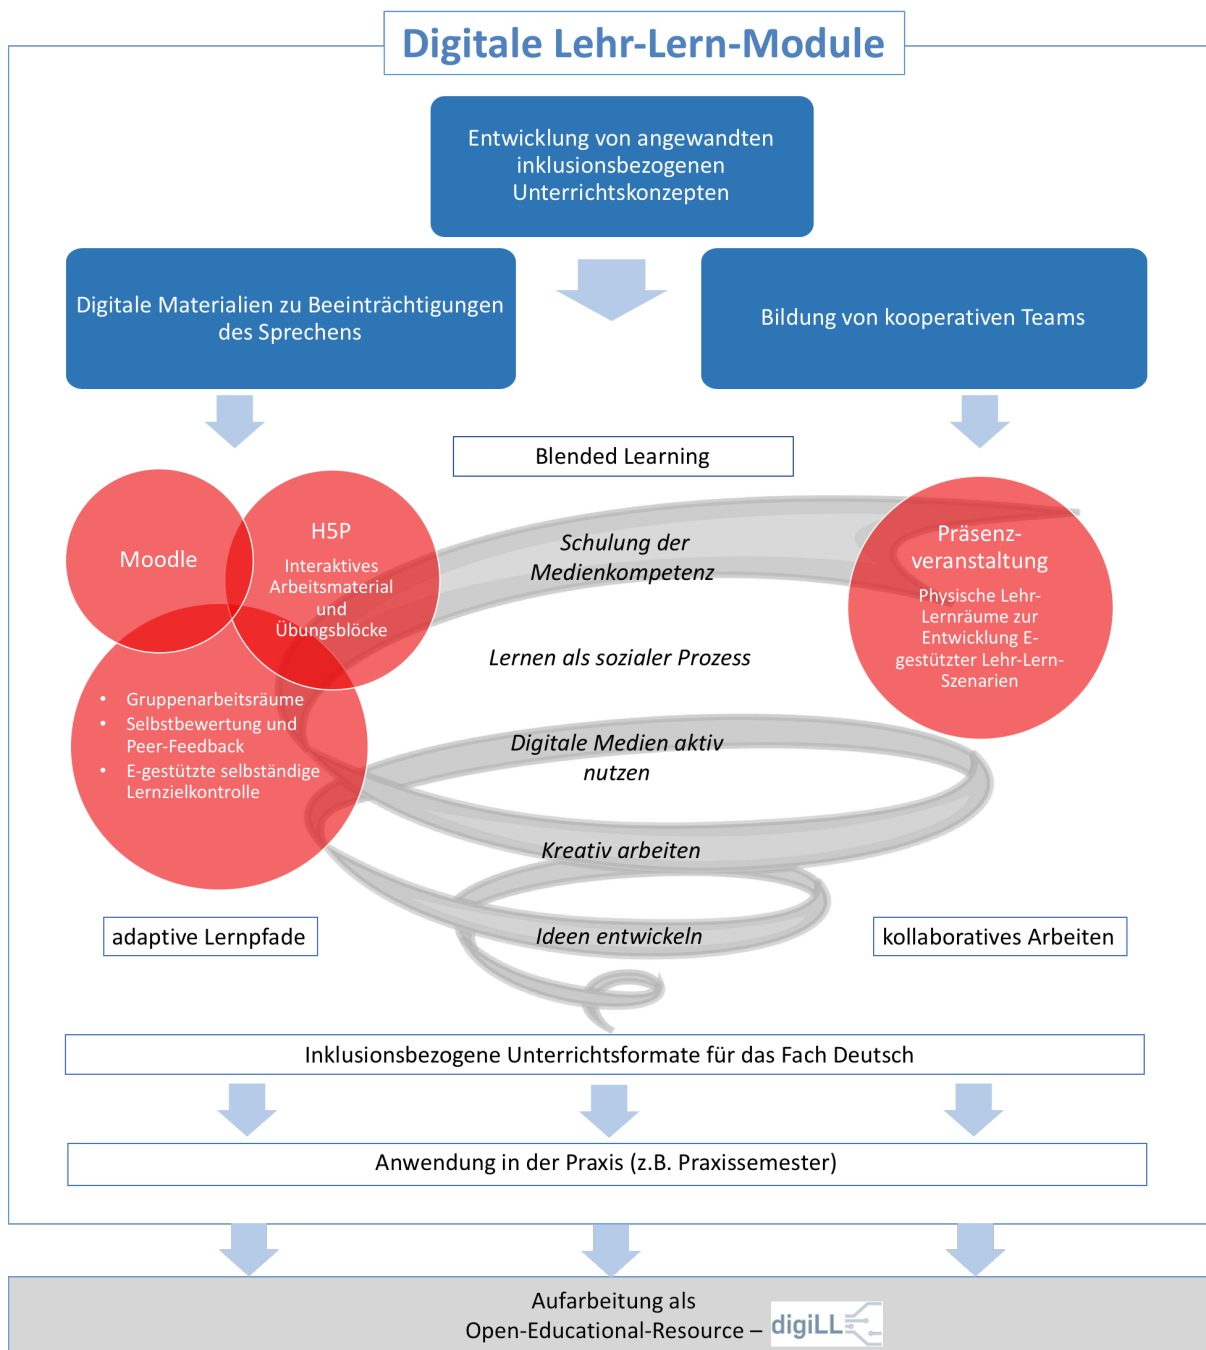 Digitale Lehr-Lern-Module
Entwicklung von angewandten
inklusionsbezogenen
Unterrichtskonzepten
Digitale Materialien zu Beeinträchtigungen
des Sprechens
Bildung von kooperativen Teams
Blended Learning
Moodle
H5P
Interaktives
Arbeitsmaterial
und
Übungsblöcke
• Gruppenarbeitsräume
• Selbstbewertung und
Peer-Feedback
• E-gestützte selbständige
Lernzielkontrolle
Schulung der
Medienkompetenz
Lernen als sozialer Prozess
Digitale Medien aktiv
nutzen
Kreativ arbeiten
Ideen entwickeln
Präsenz-
veranstaltung
Physische Lehr-
Lernräume zur
Entwicklung E-
gestützter Lehr-Lern-
Szenarien
adaptive Lernpfade
kollaboratives Arbeiten
Inklusionsbezogene Unterrichtsformate für das Fach Deutsch
Anwendung in der Praxis (z.B. Praxissemester)
Aufarbeitung als
Open-Educational-Resource – digiLL